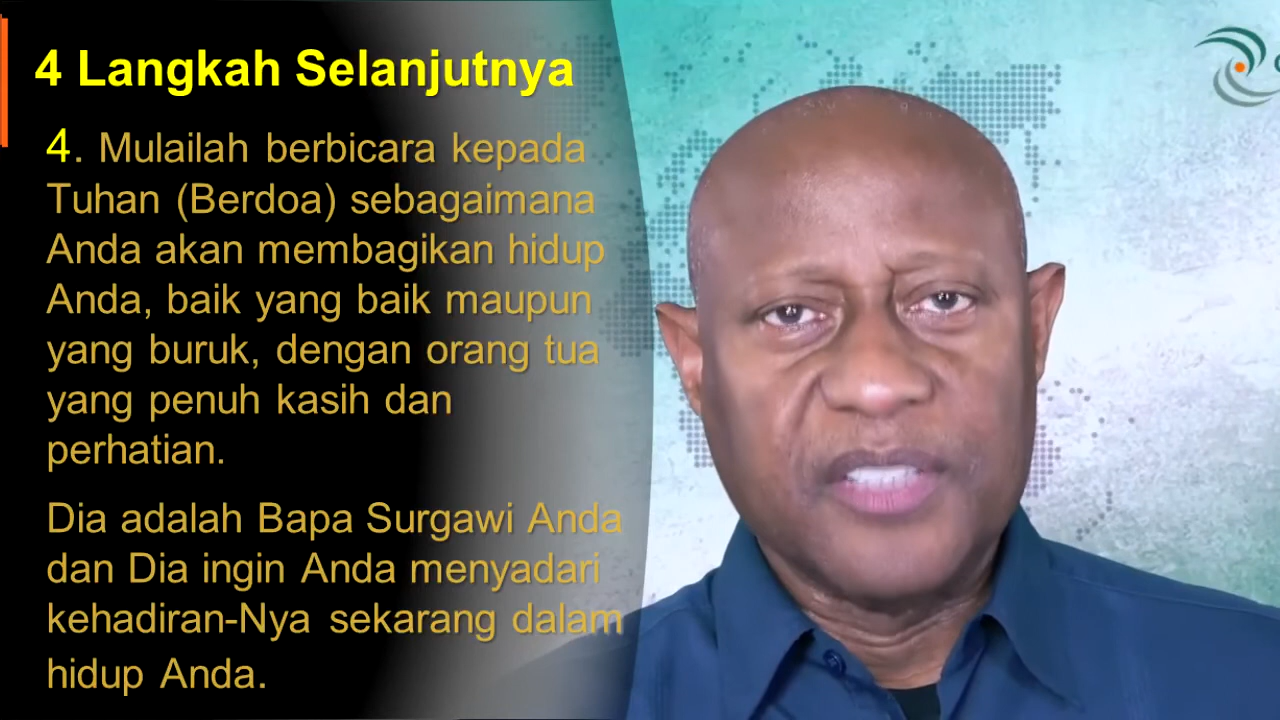 4 Langkah Selanjutnya
4. Mulailah berbicara kepada
Tuhan (Berdoa) sebagaimana
Anda akan membagikan hidup
Anda, baik yang baik maupun
yang buruk, dengan orang tua
yang penuh kasih dan
perhatian.
Dia adalah Bapa Surgawi Anda
dan Dia ingin Anda menyadari
kehadiran-Nya sekarang dalam
hidup Anda.